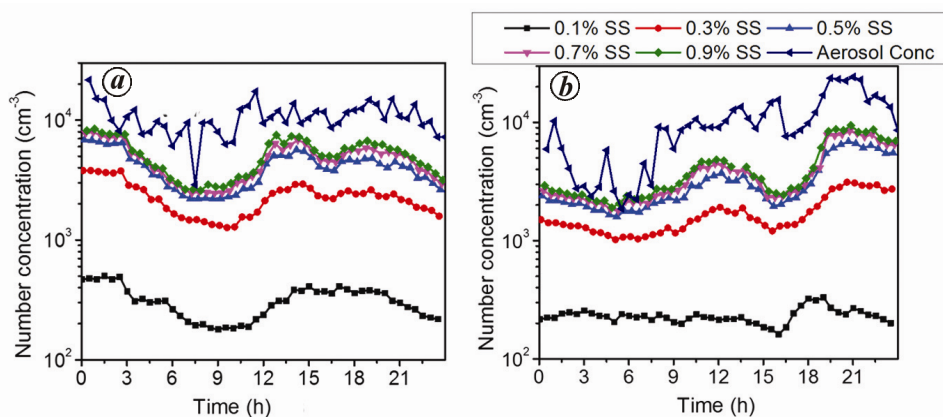 0.1% SS 0.3% SS 0.5% SS
0.7% SS 0.9% SS Aerosol Conc
a
10⁴
10³
10²
Number concentration (cm⁻³)
0 3 6 9 12 15 18 21
Time (h)
b
10⁴
10³
10²
Number concentration (cm⁻³)
0 3 6 9 12 15 18 21
Time (h)